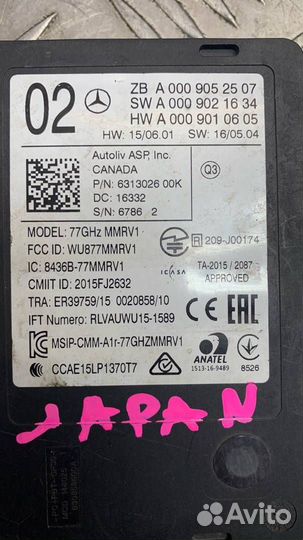 02
ZB A 000 905 2507
SW A 000 902 16 34
HW A 000 901 06 05
HW: 15/06.01 SW: 16/05.04
Autoliv ASP, Inc.
CANADA
P/N: 6313026 00K
DC: 16332
S/N: 6786 2
Q3
MODEL: 77GHz MMRV1
FCC ID: WU877MMRV1
IC: 8436B-77MMRV1
CMIIT ID: 2015FJ2632
TRA: ER39759/15 0020858/10
IFT Numero: RLVAUWU15-1589
R 209-J00174
ICASA
TA-2015 / 2087
APPROVED
CE EAC
MSIP-CMM-A1r-77GHZMMRV1
CCAE15LP1370T7
ANATEL
1513-16-9489
8526
JAPAN
Avito